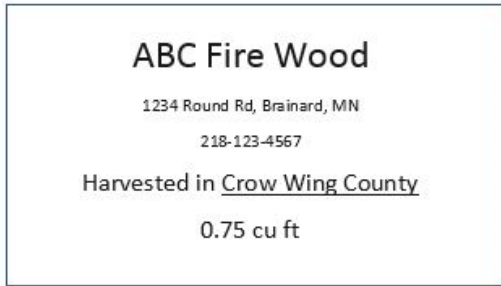 ABC Fire Wood
1234 Round Rd, Brainard, MN
218-123-4567
Harvested in Crow Wing County
0.75 cu ft